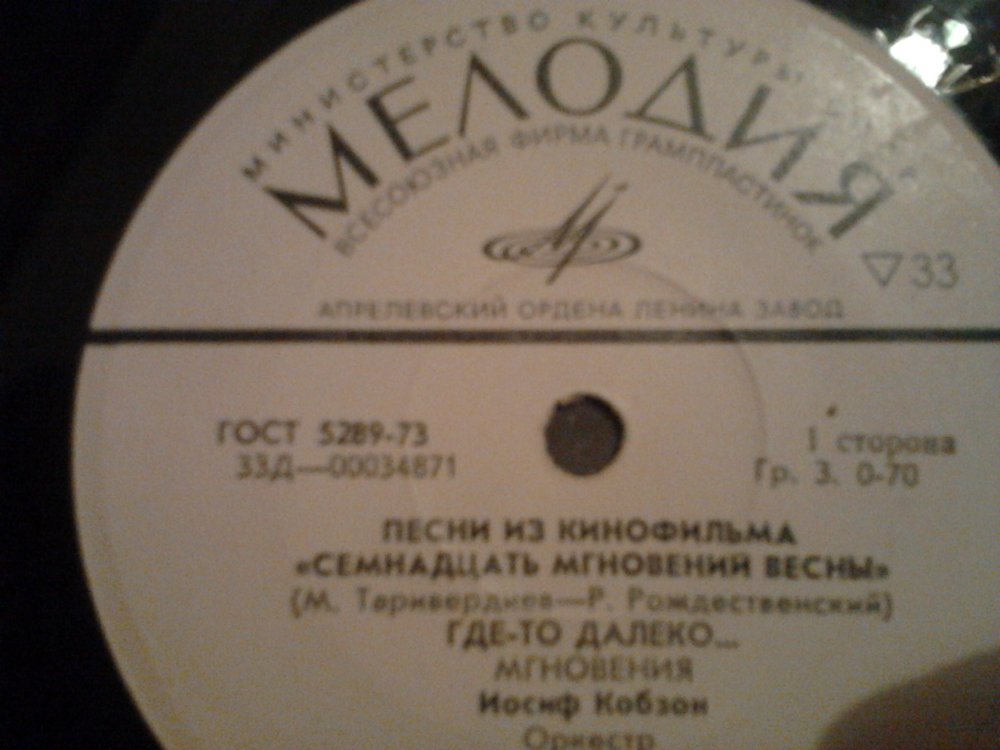 МИНИСТЕРСТВО КУЛЬТУРЫ
МЕЛОДИЯ
ВСЕСОЮЗНАЯ ФИРМА ГРАМПЛАСТИНОК
33
АПРЕЛЕВСКИЙ ОРДЕНА ЛЕНИНА ЗАВОД
ГОСТ 5289-73
33Д—00034871
1 сторона
Гр. 3. 0-70
ПЕСНИ ИЗ КИНОФИЛЬМА
«СЕМНАДЦАТЬ МГНОВЕНИЙ ВЕСНЫ»
(М. Таривердиев—Р. Рождественский)
ГДЕ-ТО ДАЛЕКО...
МГНОВЕНИЯ
Иосиф Кобзон
Оркестр